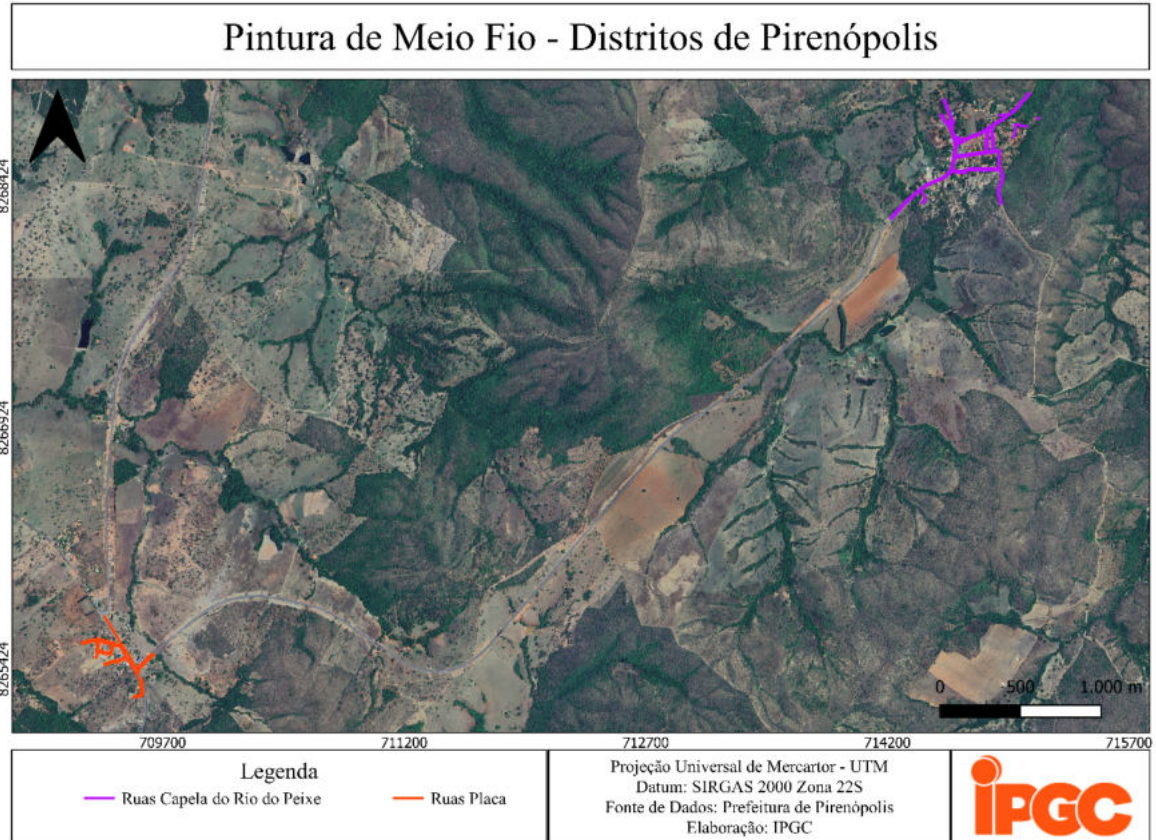 Pintura de Meio Fio - Distritos de Pirenópolis
8268424
8266924
8265424
0 500 1.000 m
709700 711200 712700 714200 715700
Legenda
Ruas Capela do Rio do Peixe Ruas Placa
Projeção Universal de Mercartor - UTM
Datum: SIRGAS 2000 Zona 22S
Fonte de Dados: Prefeitura de Pirenópolis
Elaboração: IPGC
iPGC